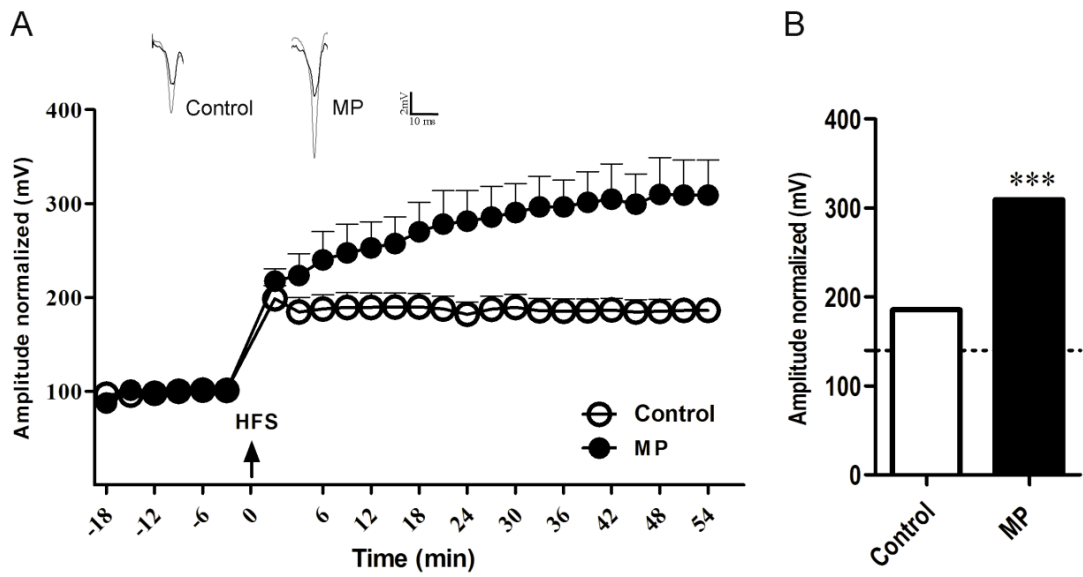 A
Control
MP
2mV
10 ms
Amplitude normalized (mV)
400
300
200
100
HFS
Control
MP
-18
-12
-6
0
6
12
18
24
30
36
42
48
54
Time (min)
B
Amplitude normalized (mV)
400
300
200
100
0
***
Control
MP